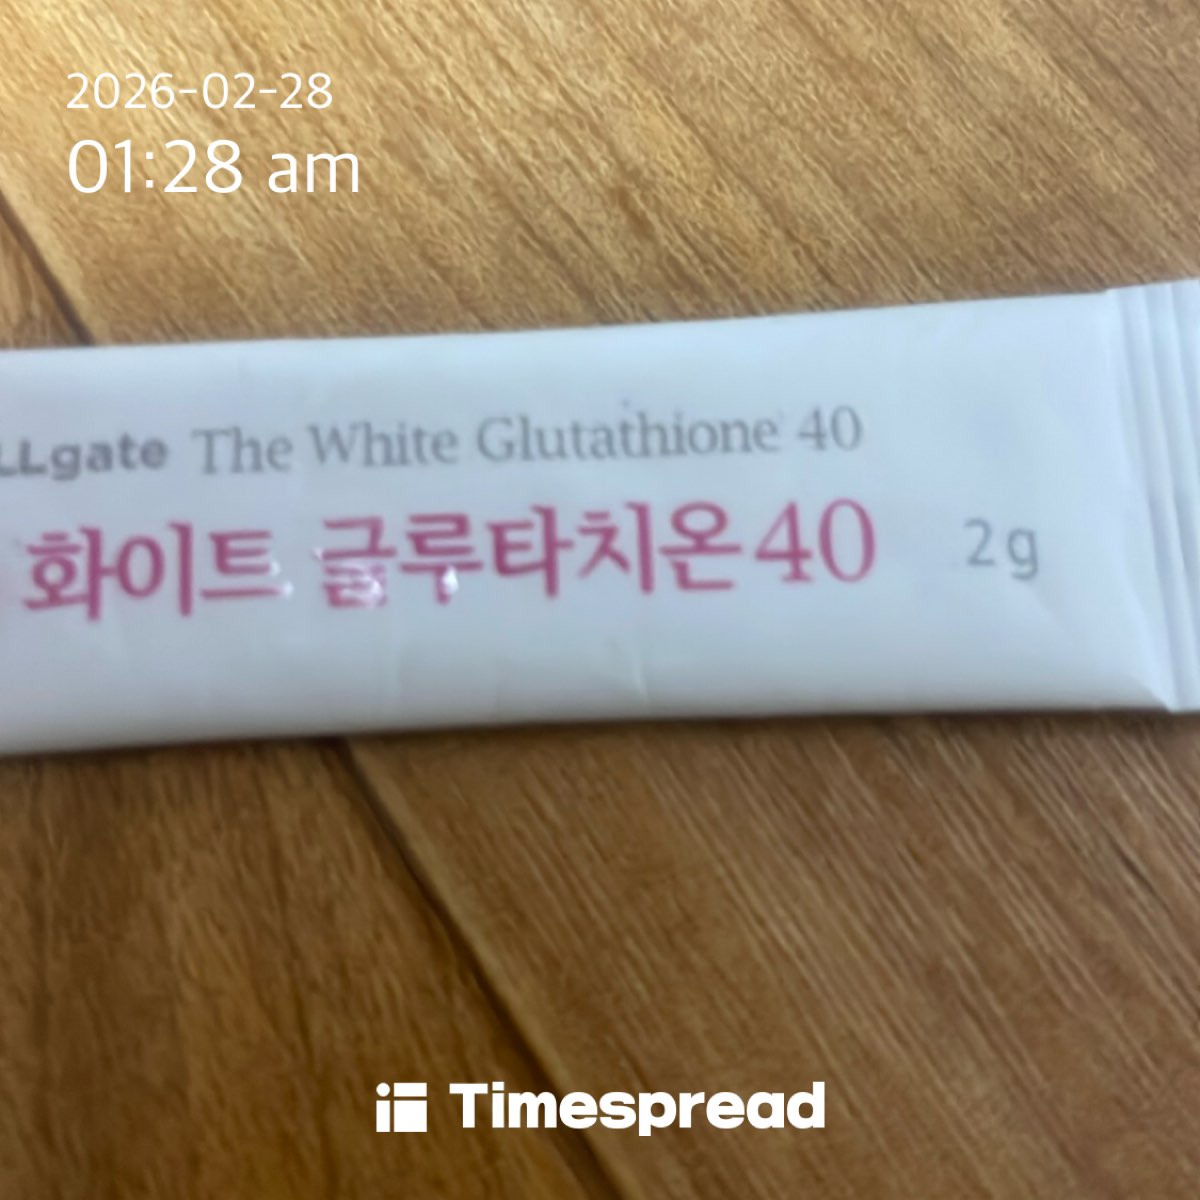 2026-02-28
01:28 am
LLgate The White Glutathione 40
화이트 글루타치온40 2g
Timespread